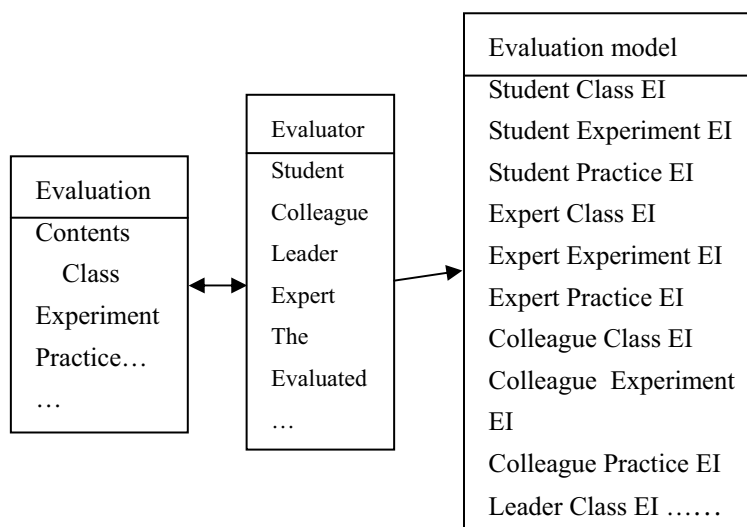 Evaluation
Contents
Class
Experiment
Practice…
…
Evaluator
Student
Colleague
Leader
Expert
The
Evaluated
…
Evaluation model
Student Class EI
Student Experiment EI
Student Practice EI
Expert Class EI
Expert Experiment EI
Expert Practice EI
Colleague Class EI
Colleague Experiment
EI
Colleague Practice EI
Leader Class EI ……